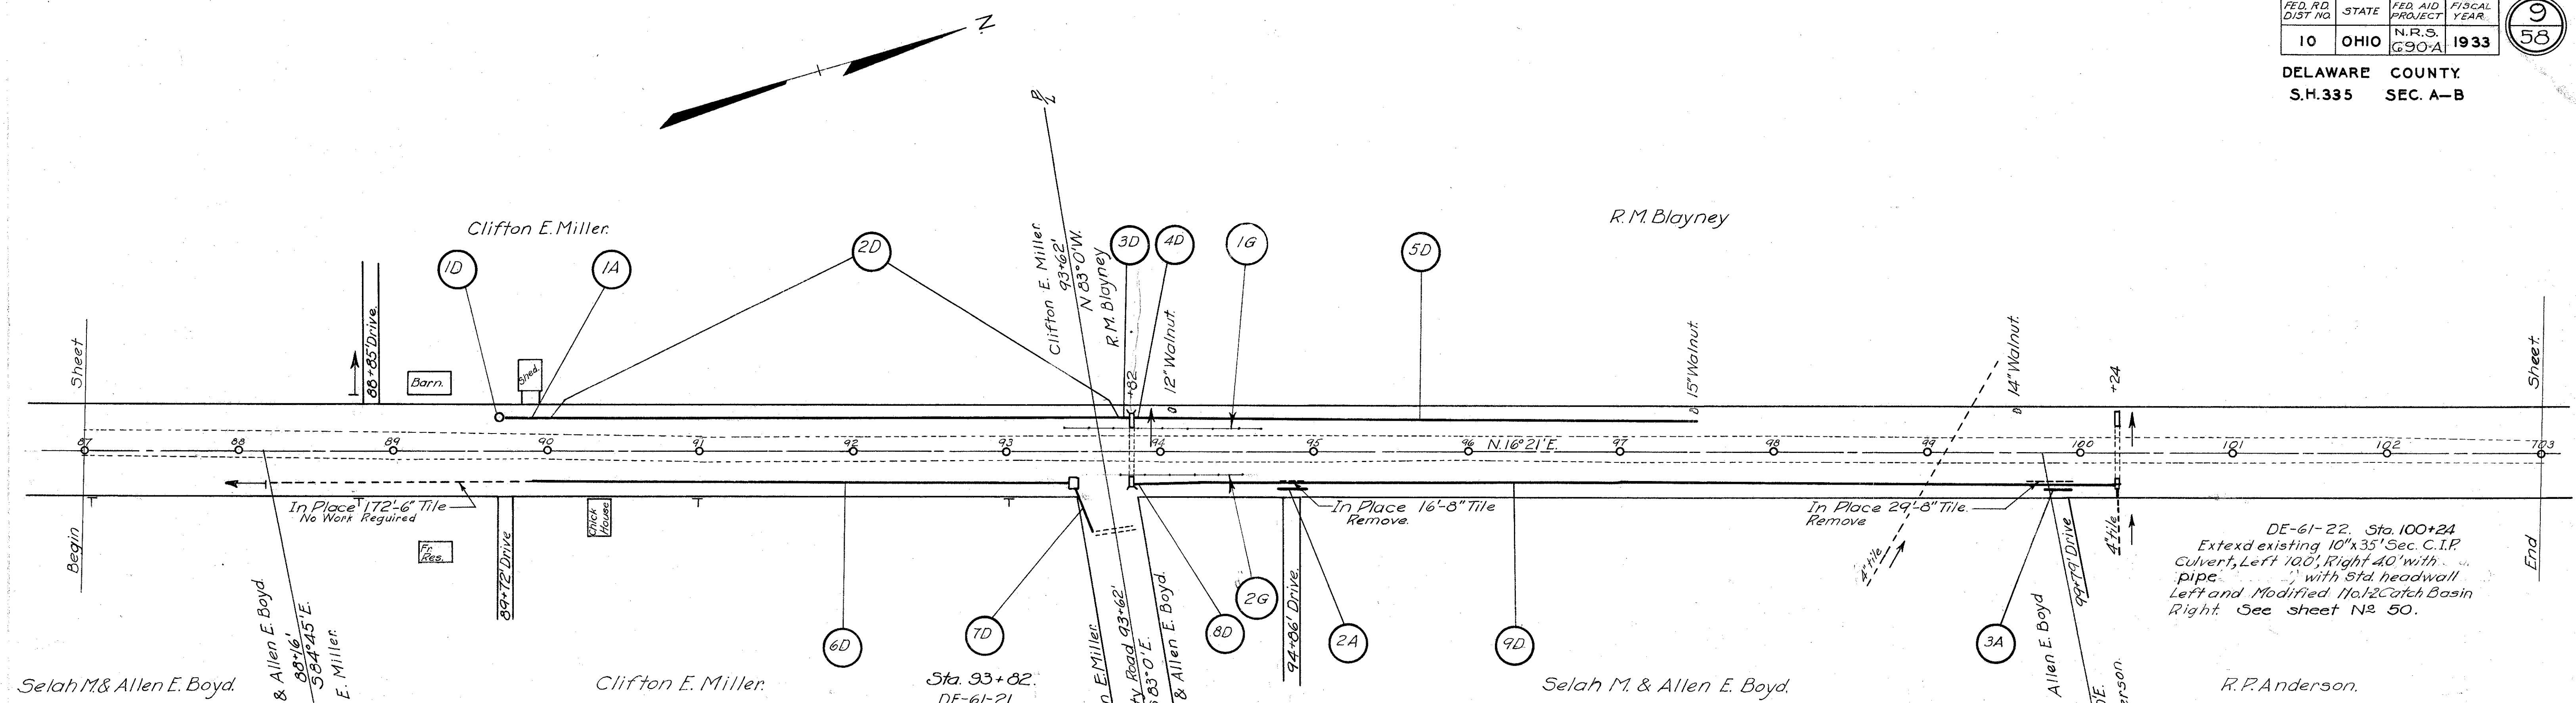 FED. RD. DIST NO. STATE FED. AID PROJECT FISCAL YEAR
10 OHIO N.R.S. G90-A 1933
9
58
DELAWARE COUNTY.
S.H.335 SEC. A-B
N
P/L
R.M. Blayney
Clifton E. Miller.
1D
1A
2D
3D
4D
1G
5D
Clifton E. Miller.
93+62'
N 83°0'W.
R.M. Blayney
+82
12" Walnut.
15" Walnut.
14" Walnut.
+24
Sheet
88+85' Drive.
Barn.
Shed.
Sheet.
87 88 89 90 91 92 93 94 95 96 N.16°21'E. 97 98 99 100 101 102 103
In Place 172'-6" Tile
No Work Required
In Place 16'-8" Tile
Remove.
In Place 29'-8" Tile.
Remove
Begin
Fr. Res.
89+72' Drive
Chick House
4" tile
4" tile
99+79' Drive
End
DE-61-22. Sta. 100+24
Extexd existing 10"x35' Sec. C.I.P.
Culvert, Left 10.0', Right 4.0' with
pipe with Std. headwall
Left and Modified No.1-2 Catch Basin
Right. See sheet Nº 50.
6D
7D
8D
2G
94+86' Drive.
2A
9D
3A
& Allen E. Boyd.
88+16'
S84°45'E.
E. Miller.
n E. Miller.
ty Road 93+62'
83°0'E.
& Allen E. Boyd.
Allen E. Boyd
'E.
erson.
Selah M. & Allen E. Boyd.
Clifton E. Miller.
Sta. 93+82.
DE-61-21
Selah M. & Allen E. Boyd.
R.P. Anderson.